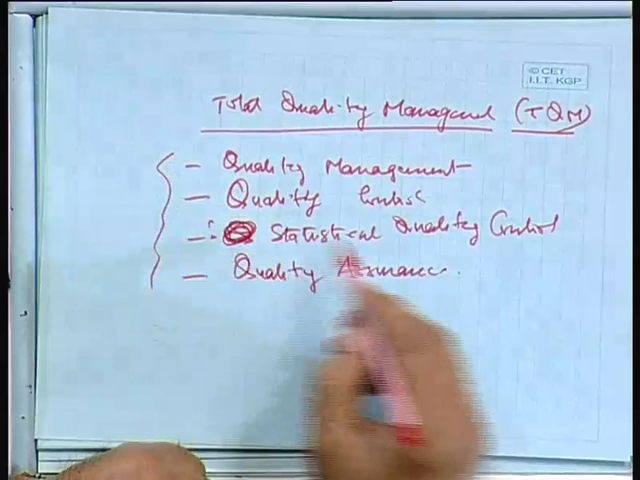 © CET
I.I.T. KGP
Total Quality Management (TQM)
- Quality Management
- Quality Control
- Statistical Quality Control
- Quality Assurance.